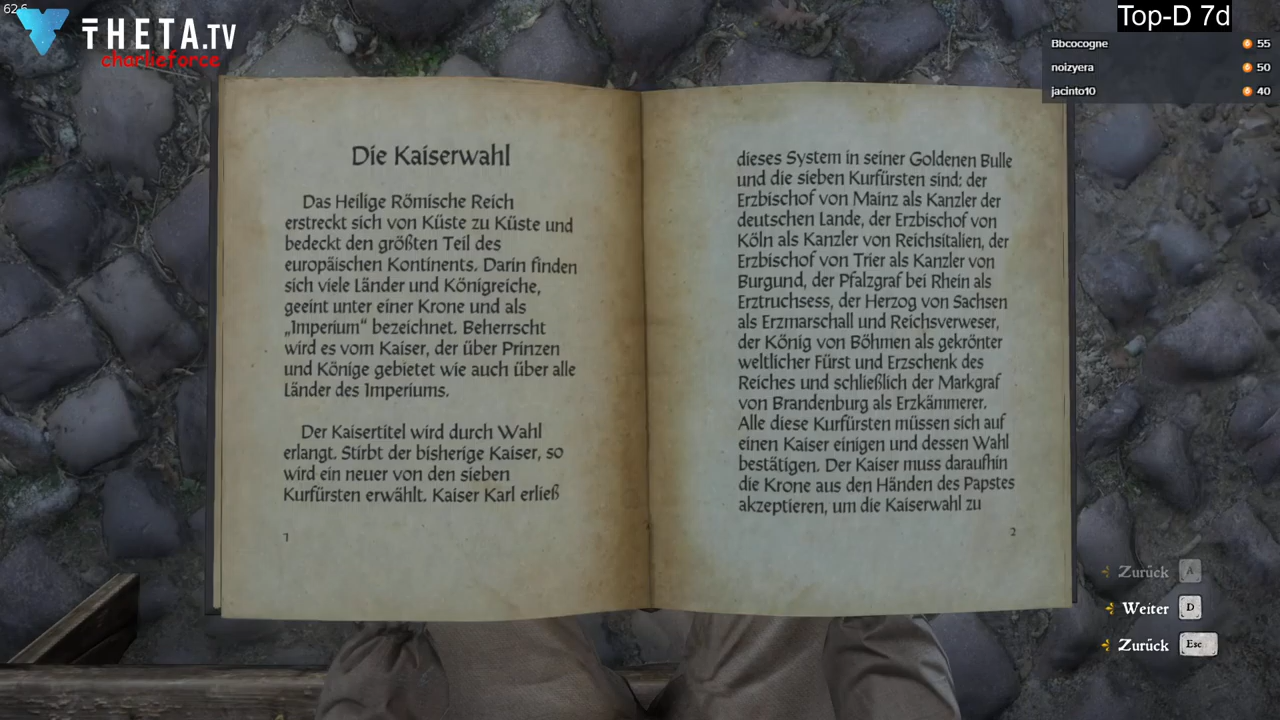 62.6
THETA.tv
charlieforce
Top-D 7d
Bbcocogne 55
noizyera 50
jacinto10 40
Die Kaiserwahl
Das Heilige Römische Reich
erstreckt sich von Küste zu Küste und
bedeckt den größten Teil des
europäischen Kontinents. Darin finden
sich viele Länder und Königreiche,
geeint unter einer Krone und als
„Imperium“ bezeichnet. Beherrscht
wird es vom Kaiser, der über Prinzen
und Könige gebietet wie auch über alle
Länder des Imperiums.
Der Kaisertitel wird durch Wahl
erlangt. Stirbt der bisherige Kaiser, so
wird ein neuer von den sieben
Kurfürsten erwählt. Kaiser Karl erließ
1
dieses System in seiner Goldenen Bulle
und die sieben Kurfürsten sind: der
Erzbischof von Mainz als Kanzler der
deutschen Lande, der Erzbischof von
Köln als Kanzler von Reichsitalien, der
Erzbischof von Trier als Kanzler von
Burgund, der Pfalzgraf bei Rhein als
Erztruchsess, der Herzog von Sachsen
als Erzmarschall und Reichsverweser,
der König von Böhmen als gekrönter
weltlicher Fürst und Erzschenk des
Reiches und schließlich der Markgraf
von Brandenburg als Erzkämmerer.
Alle diese Kurfürsten müssen sich auf
einen Kaiser einigen und dessen Wahl
bestätigen. Der Kaiser muss daraufhin
die Krone aus den Händen des Papstes
akzeptieren, um die Kaiserwahl zu
2
Zurück A
Weiter D
Zurück Esc